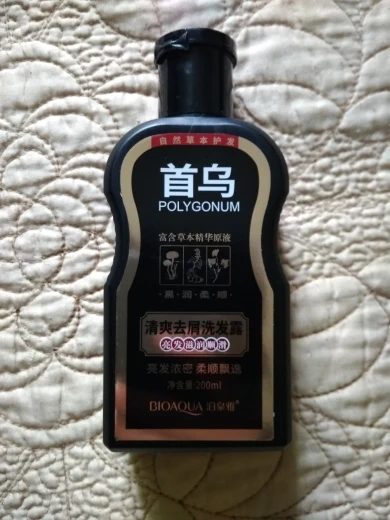 自然草本护发
首乌
POLYGONUM
富含草本精华原液
黑·润·柔·顺
清爽去屑洗发露
亮发滋润顺滑
亮发浓密 柔顺飘逸
净含量:200ml
BIOAQUA 泊泉雅®